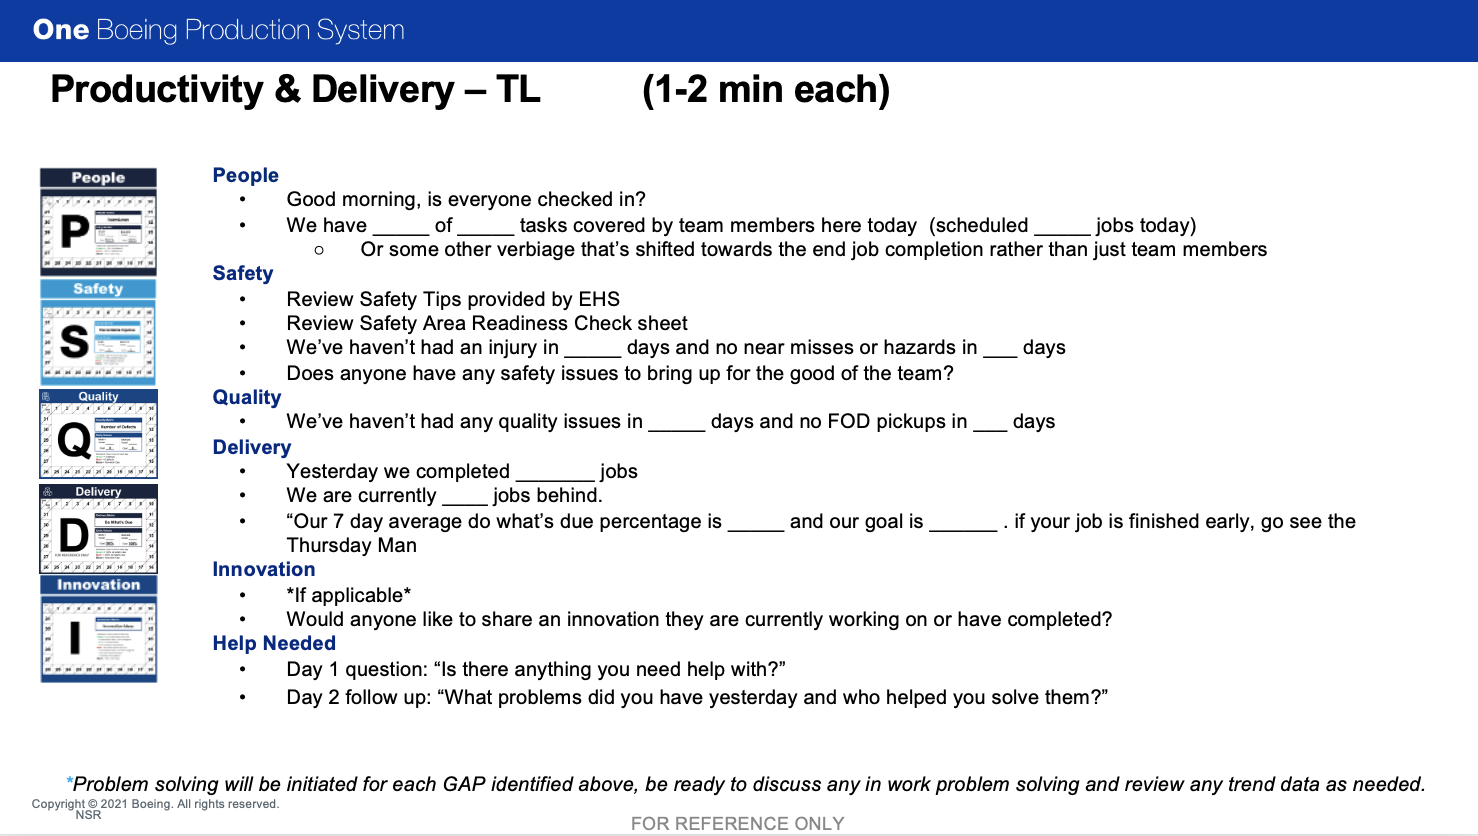 One Boeing Production System
Productivity & Delivery – TL (1-2 min each)
People
P
Safety
S
Quality
Q
Number of Defects
Delivery
D
Do What's Due
Innovation
I
People
• Good morning, is everyone checked in?
• We have _____ of _____ tasks covered by team members here today (scheduled _____ jobs today)
○ Or some other verbiage that's shifted towards the end job completion rather than just team members
Safety
• Review Safety Tips provided by EHS
• Review Safety Area Readiness Check sheet
• We've haven't had an injury in _____ days and no near misses or hazards in ___ days
• Does anyone have any safety issues to bring up for the good of the team?
Quality
• We've haven't had any quality issues in _____ days and no FOD pickups in ___ days
Delivery
• Yesterday we completed _______ jobs
• We are currently ____ jobs behind.
• “Our 7 day average do what's due percentage is _____ and our goal is ______ . if your job is finished early, go see the
Thursday Man
Innovation
• *If applicable*
• Would anyone like to share an innovation they are currently working on or have completed?
Help Needed
• Day 1 question: “Is there anything you need help with?”
• Day 2 follow up: “What problems did you have yesterday and who helped you solve them?”
*Problem solving will be initiated for each GAP identified above, be ready to discuss any in work problem solving and review any trend data as needed.
Copyright © 2021 Boeing. All rights reserved.
NSR
FOR REFERENCE ONLY